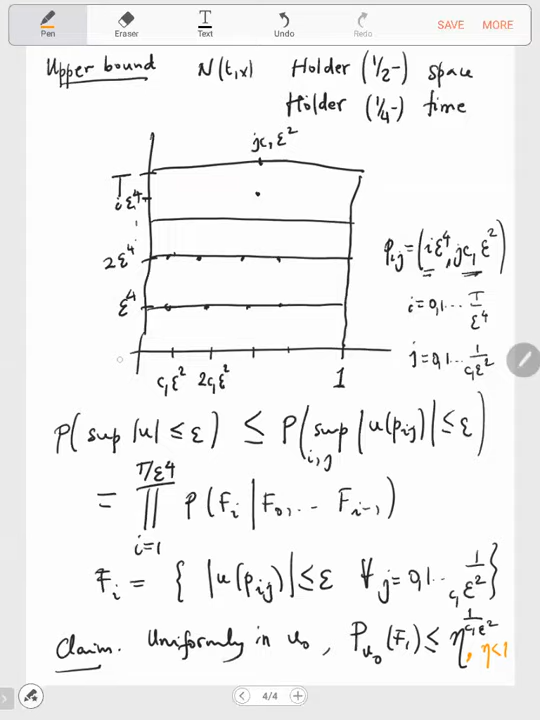 Pen
Eraser
Text
Undo
Redo
SAVE
MORE
Upper bound N(t,x) Holder (1/2-) space
Holder (1/4-) time
jc₁ε²
T
iε⁴
2ε⁴
ε⁴
c₁ε² 2c₁ε² 1
p_ij = (iε⁴, jc₁ε²)
i = 0,1... T/ε⁴
j = 0,1... 1/c₁ε²
P(sup |u| ≤ ε) ≤ P(sup_{i,j} |u(p_ij)| ≤ ε)
= ∏_{i=1}^{T/ε⁴} P(F_i | F_0,... F_{i-1})
F_i = { |u(p_ij)| ≤ ε ∀ j = 0,1.. 1/c₁ε² }
Claim. Uniformly in u₀, P_{u₀}(F₁) ≤ η^{1/c₁ε²}, η<1
4/4